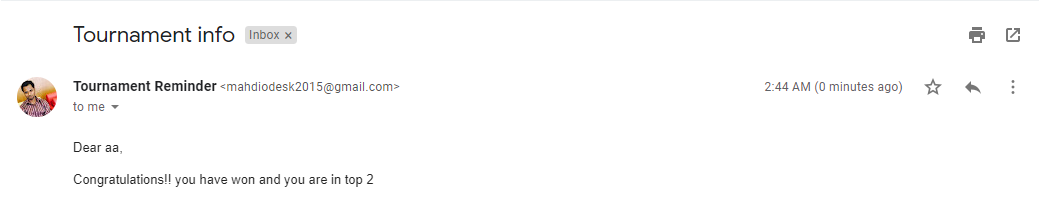 Tournament info Inbox ×
Tournament Reminder <mahdiodesk2015@gmail.com> 2:44 AM (0 minutes ago)
to me
Dear aa,
Congratulations!! you have won and you are in top 2